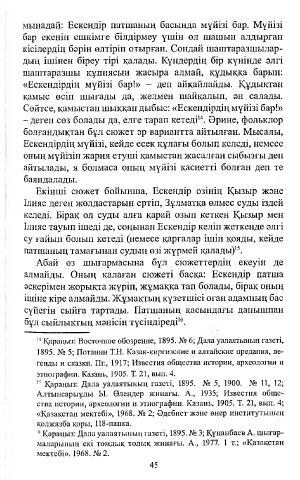 мынадай: Ескендір патшаның басында мүйізі бар. Мүйізі
бар екенін ешкімге білдірмеу үшін ол шашын алдырған
кісілердің бәрін өлтіріп отырған. Сондай шаштаразшылар-
дың ішінен біреу тірі қалады. Күндердің бір күнінде әлгі
шаштаразшы құпиясын жасыра алмай, құдыққа барып:
«Ескендірдің мүйізі бар!» – деп айқайлайды. Құдықтан
қамыс өсіп шығады да, желмен шайқалып, ән салады.
Сөйтсе, қамыстан шыққан дыбыс: «Ескендірдің мүйізі бар!»
– деген сөз болады да, елге тарап кетеді¹⁴. Әрине, фольклор
болғандықтан бұл сюжет әр вариантта айтылған. Мысалы,
Ескендірдің мүйізі, кейде есек құлағы болып келеді, немесе
оның мүйізін жария етуші қамыстан жасалған сыбызғы деп
айтылады, я болмаса оның мүйізі қасиетті болған деп те
баяндалады.
Екінші сюжет бойынша, Ескендір өзінің Қызыр және
Ілияс деген жолдастарын ертіп, Зұлматқа өлмес суды іздеп
келеді. Бірақ ол суды алға қарай озып кеткен Қызыр мен
Ілияс тауып ішеді де, соңынан Ескендір келіп жеткенде әлгі
су ғайып болып кетеді (немесе қарғалар ішіп қояды, кейде
патшаның тамағынан судың өзі жүрмей қалады)¹⁵.
Абай өз шығармасына бұл сюжеттердің екеуін де
алмайды. Оның қалаған сюжеті басқа: Ескендір патша
әскерімен жорықта жүріп, жұмаққа тап болады, бірақ оның
ішіне кіре алмайды. Жұмақтың күзетшісі оған адамның бас
сүйегін сыйға тартады. Патшаның қасындағы данышпан
бұл сыйлықтың мәнісін түсіндіреді¹⁶.
¹⁴ Қараңыз: Восточное обозрение, 1895. № 6; Дала уалаятының газеті,
1895. № 5; Потанин Т.Н. Казак-киргизские и алтайские предания, ле-
генды и сказки. Пг., 1917; Известия общества истории, археологии и
этнографии. Казань, 1905. Т. 21, вып. 4.
¹⁵ Қараңыз: Дала уалаятының газеті, 1895. № 5, 1900. № 11, 12;
Алтынсарыұлы Ы. Өлеңдер жинағы. А., 1935; Известия обще-
ства истории, археологии и этнографии. Казань, 1905. Т. 21, вып. 4;
«Қазақстан мектебі», 1968. № 2; Әдебиет және өнер институтының
қолжазба қоры, 118-папка.
⁶ Қараңыз: Дала уалаятының газеті, 1895. № 3; Құнанбаев А. шығар-
маларының екі томдық толық жинағы. А., 1977. 1 т.; «Қазақстан
мектебі». 1968. № 2.
45